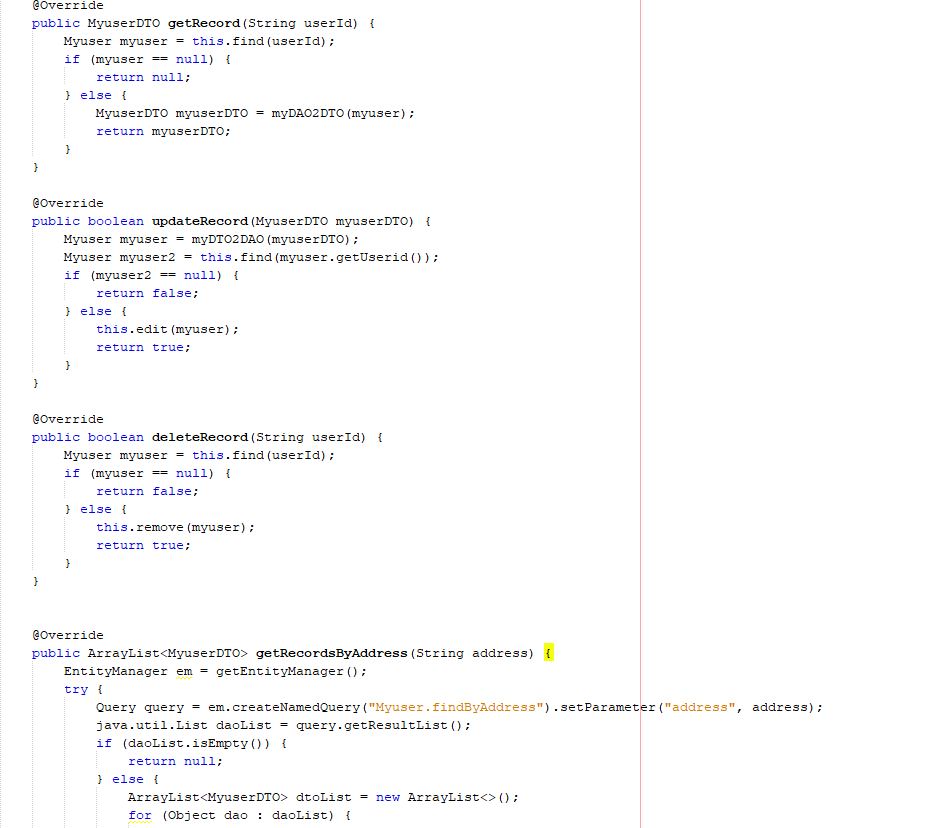 @Override
public MyuserDTO getRecord(String userId) {
    Myuser myuser = this.find(userId);
    if (myuser == null) {
        return null;
    } else {
        MyuserDTO myuserDTO = myDAO2DTO(myuser);
        return myuserDTO;
    }
}

@Override
public boolean updateRecord(MyuserDTO myuserDTO) {
    Myuser myuser = myDTO2DAO(myuserDTO);
    Myuser myuser2 = this.find(myuser.getUserid());
    if (myuser2 == null) {
        return false;
    } else {
        this.edit(myuser);
        return true;
    }
}

@Override
public boolean deleteRecord(String userId) {
    Myuser myuser = this.find(userId);
    if (myuser == null) {
        return false;
    } else {
        this.remove(myuser);
        return true;
    }
}


@Override
public ArrayList<MyuserDTO> getRecordsByAddress(String address) {
    EntityManager em = getEntityManager();
    try {
        Query query = em.createNamedQuery("Myuser.findByAddress").setParameter("address", address);
        java.util.List daoList = query.getResultList();
        if (daoList.isEmpty()) {
            return null;
        } else {
            ArrayList<MyuserDTO> dtoList = new ArrayList<>();
            for (Object dao : daoList) {